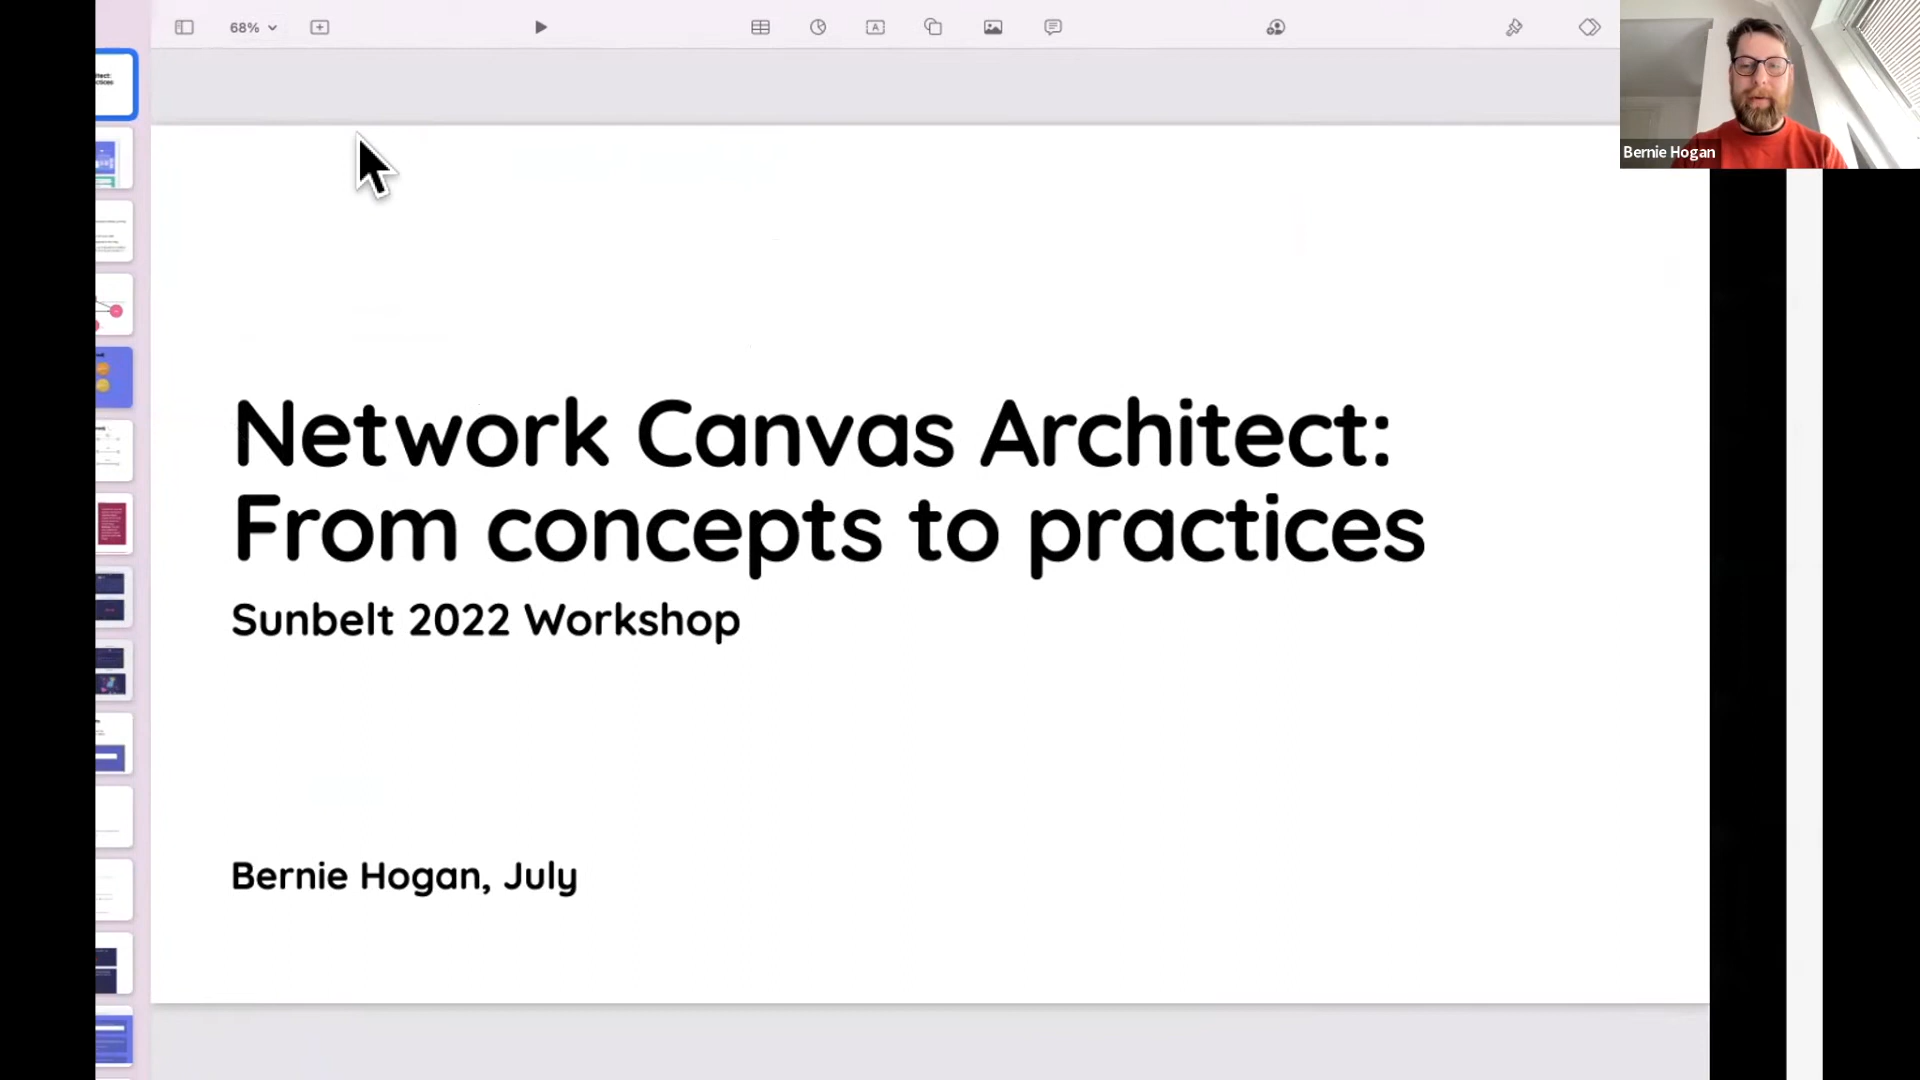 68%
Bernie Hogan
Network Canvas Architect:
From concepts to practices
Sunbelt 2022 Workshop
Bernie Hogan, July